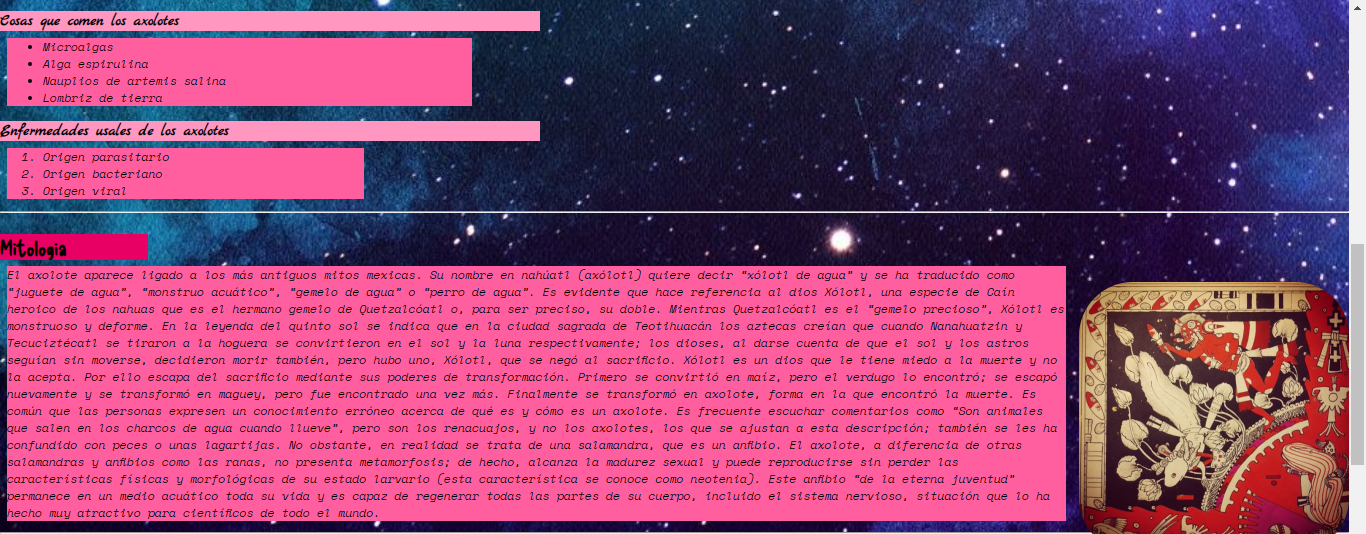 Cosas que comen los axolotes
• Microalgas
• Alga espirulina
• Nauplios de artemis salina
• Lombriz de tierra
Enfermedades usales de los axolotes
1. Origen parasitario
2. Origen bacteriano
3. Origen viral
Mitologia
El axolote aparece ligado a los más antiguos mitos mexicas. Su nombre en nahúatl (axólotl) quiere decir "xólotl de agua" y se ha traducido como
"juguete de agua", "monstruo acuático", "gemelo de agua" o "perro de agua". Es evidente que hace referencia al dios Xólotl, una especie de Caín
heroico de los nahuas que es el hermano gemelo de Quetzalcóatl o, para ser preciso, su doble. Mientras Quetzalcóatl es el "gemelo precioso", Xólotl es
monstruoso y deforme. En la leyenda del quinto sol se indica que en la ciudad sagrada de Teotihuacán los aztecas creían que cuando Nanahuatzin y
Tecuciztécatl se tiraron a la hoguera se convirtieron en el sol y la luna respectivamente; los dioses, al darse cuenta de que el sol y los astros
seguían sin moverse, decidieron morir también, pero hubo uno, Xólotl, que se negó al sacrificio. Xólotl es un dios que le tiene miedo a la muerte y no
la acepta. Por ello escapa del sacrificio mediante sus poderes de transformación. Primero se convirtió en maíz, pero el verdugo lo encontró; se escapó
nuevamente y se transformó en maguey, pero fue encontrado una vez más. Finalmente se transformó en axolote, forma en la que encontró la muerte. Es
común que las personas expresen un conocimiento erróneo acerca de qué es y cómo es un axolote. Es frecuente escuchar comentarios como "Son animales
que salen en los charcos de agua cuando llueve", pero son los renacuajos, y no los axolotes, los que se ajustan a esta descripción; también se les ha
confundido con peces o unas lagartijas. No obstante, en realidad se trata de una salamandra, que es un anfibio. El axolote, a diferencia de otras
salamandras y anfibios como las ranas, no presenta metamorfosis; de hecho, alcanza la madurez sexual y puede reproducirse sin perder las
características físicas y morfológicas de su estado larvario (esta característica se conoce como neotenia). Este anfibio "de la eterna juventud"
permanece en un medio acuático toda su vida y es capaz de regenerar todas las partes de su cuerpo, incluido el sistema nervioso, situación que lo ha
hecho muy atractivo para científicos de todo el mundo.